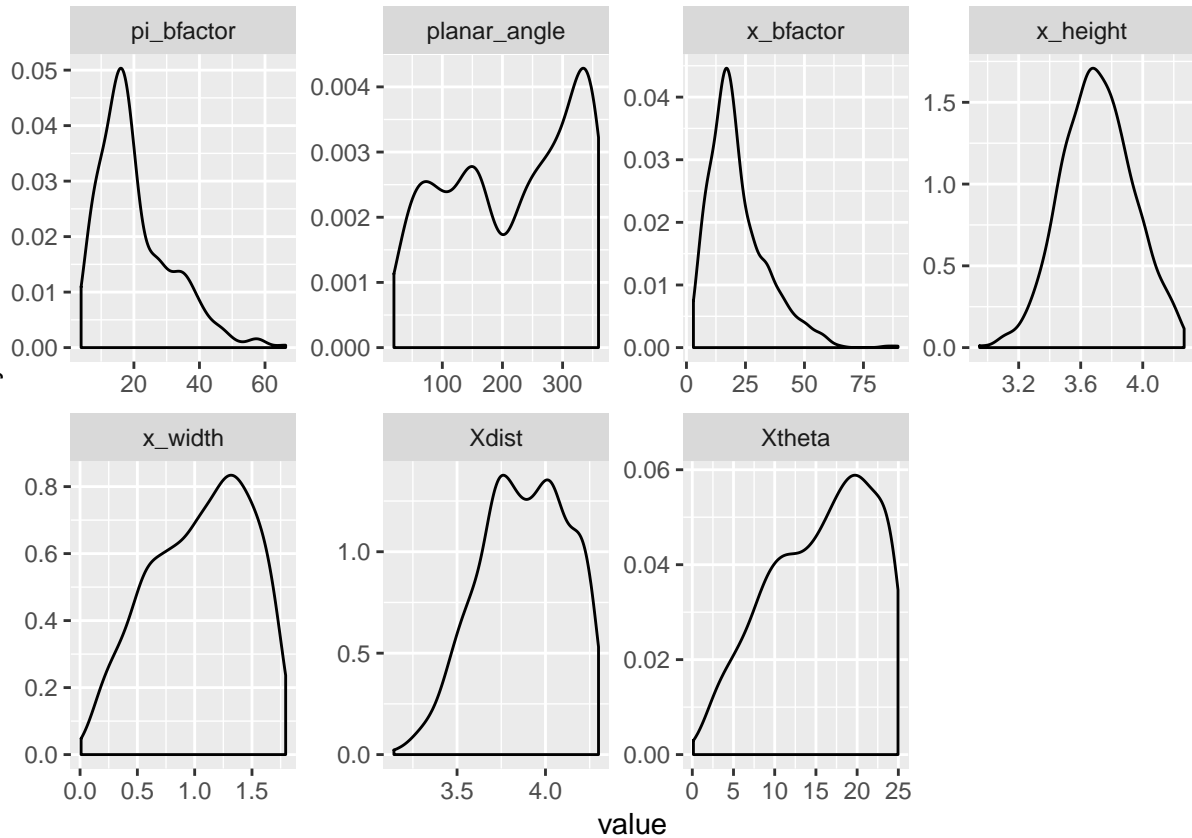 pi_bfactor planar_angle x_bfactor x_height
0.05 0.04 0.03 0.02 0.01 0.00
20 40 60
0.004 0.003 0.002 0.001 0.000
100 200 300
0.04 0.03 0.02 0.01 0.00
0 25 50 75
1.5 1.0 0.5 0.0
3.2 3.6 4.0
x_width Xdist Xtheta
0.8 0.6 0.4 0.2 0.0
0.0 0.5 1.0 1.5
1.0 0.5 0.0
3.5 4.0
0.06 0.04 0.02 0.00
0 5 10 15 20 25
value